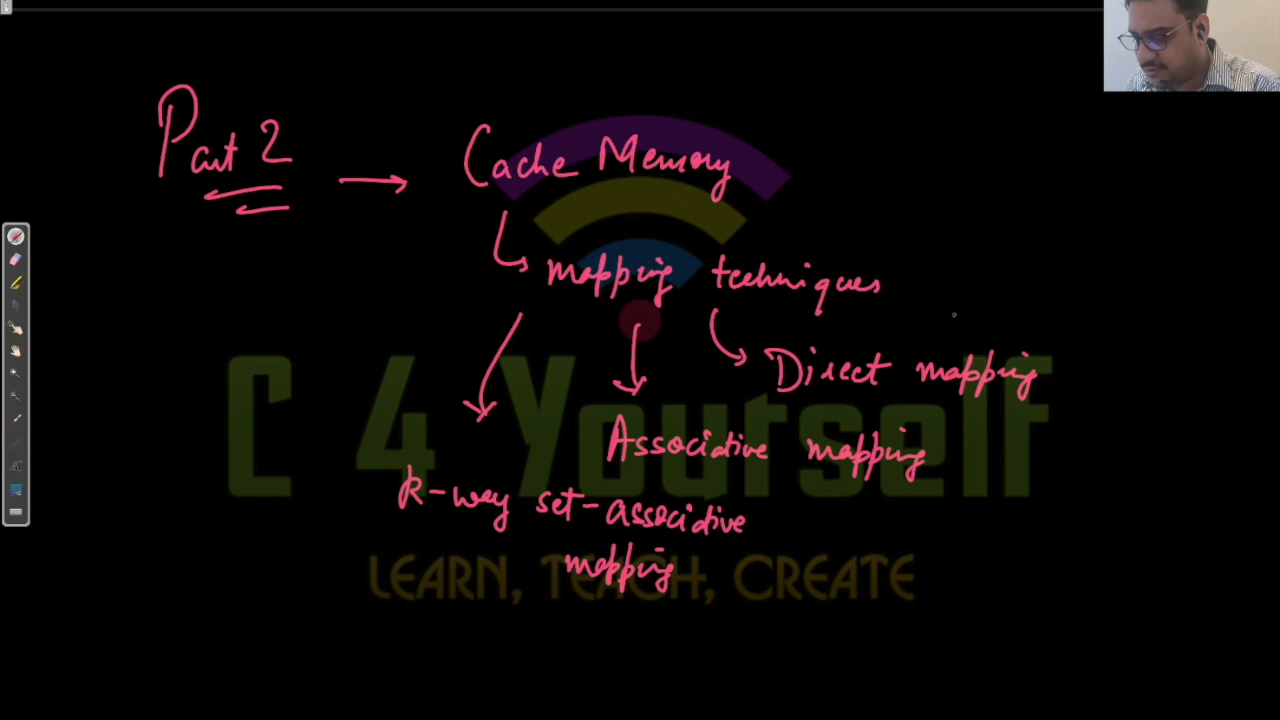 Part 2 → Cache Memory
mapping techniques
Direct mapping
Associative mapping
k-way set-associative
mapping
C 4 Yourself
LEARN, TEACH, CREATE